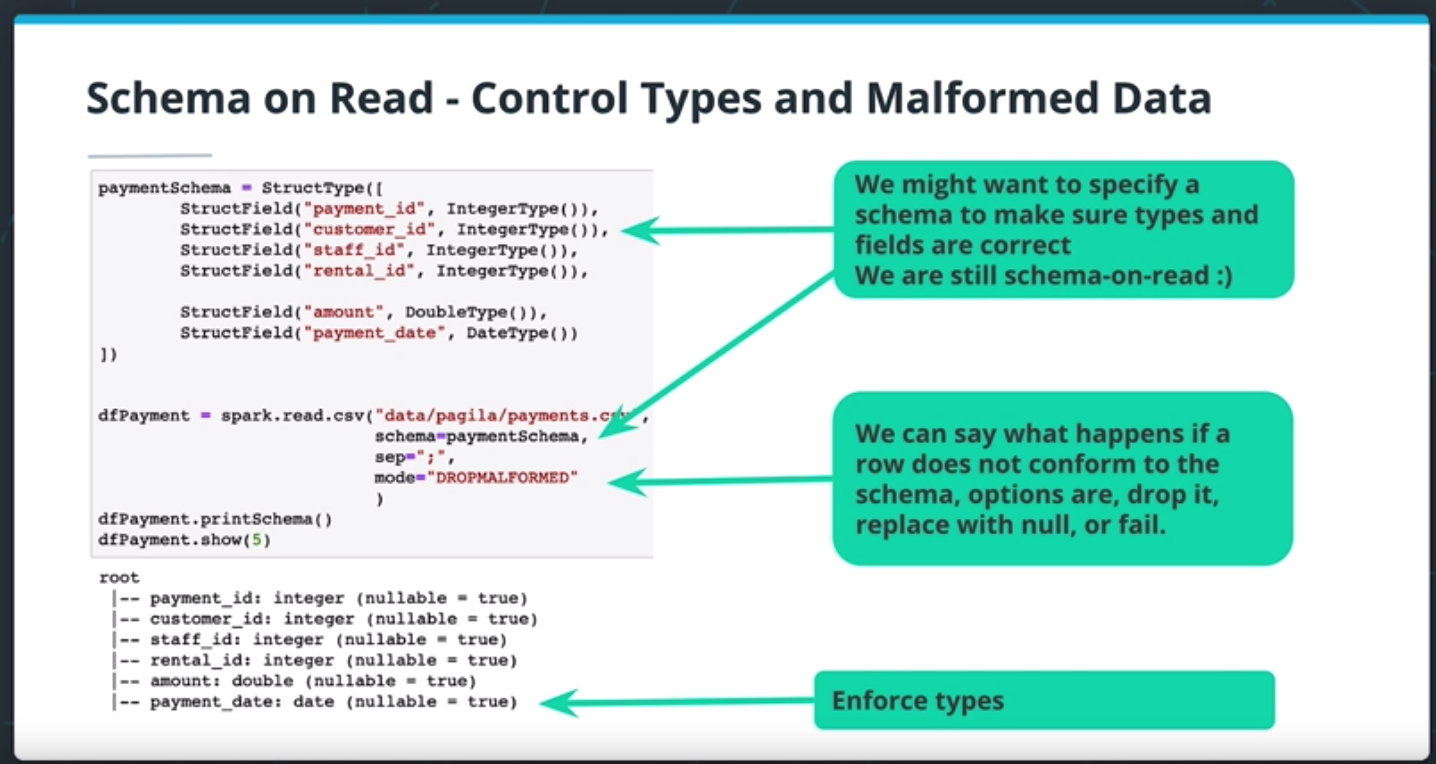 Schema on Read - Control Types and Malformed Data
paymentSchema = StructType([
StructField("payment_id", IntegerType()),
StructField("customer_id", IntegerType()),
StructField("staff_id", IntegerType()),
StructField("rental_id", IntegerType()),
StructField("amount", DoubleType()),
StructField("payment_date", DateType())
])
dfPayment = spark.read.csv("data/pagila/payments.csv",
schema=paymentSchema,
sep=";",
mode="DROPMALFORMED"
)
dfPayment.printSchema()
dfPayment.show(5)
root
|-- payment_id: integer (nullable = true)
|-- customer_id: integer (nullable = true)
|-- staff_id: integer (nullable = true)
|-- rental_id: integer (nullable = true)
|-- amount: double (nullable = true)
|-- payment_date: date (nullable = true)
We might want to specify a
schema to make sure types and
fields are correct
We are still schema-on-read :)
We can say what happens if a
row does not conform to the
schema, options are, drop it,
replace with null, or fail.
Enforce types